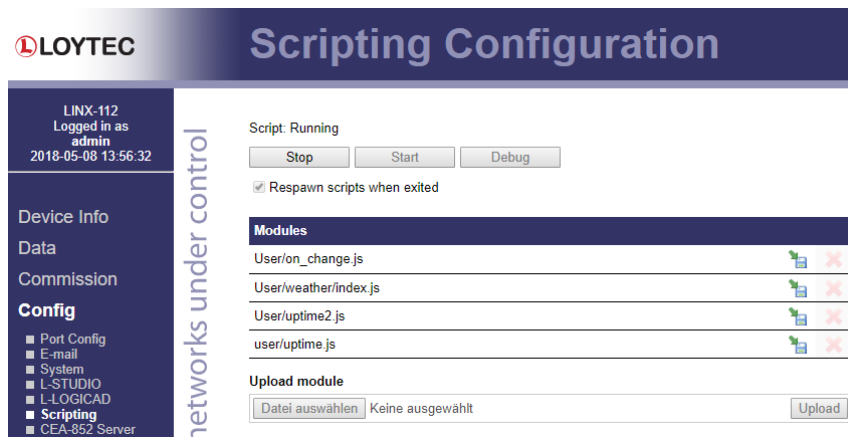 LOYTEC
Scripting Configuration
LINX-112
Logged in as
admin
2018-05-08 13:56:32
Device Info
Data
Commission
Config
Port Config
E-mail
System
L-STUDIO
L-LOGICAD
Scripting
CEA-852 Server
networks under control
Script: Running
Stop Start Debug
Respawn scripts when exited
Modules
User/on_change.js
User/weather/index.js
User/uptime2.js
user/uptime.js
Upload module
Datei auswählen Keine ausgewählt Upload